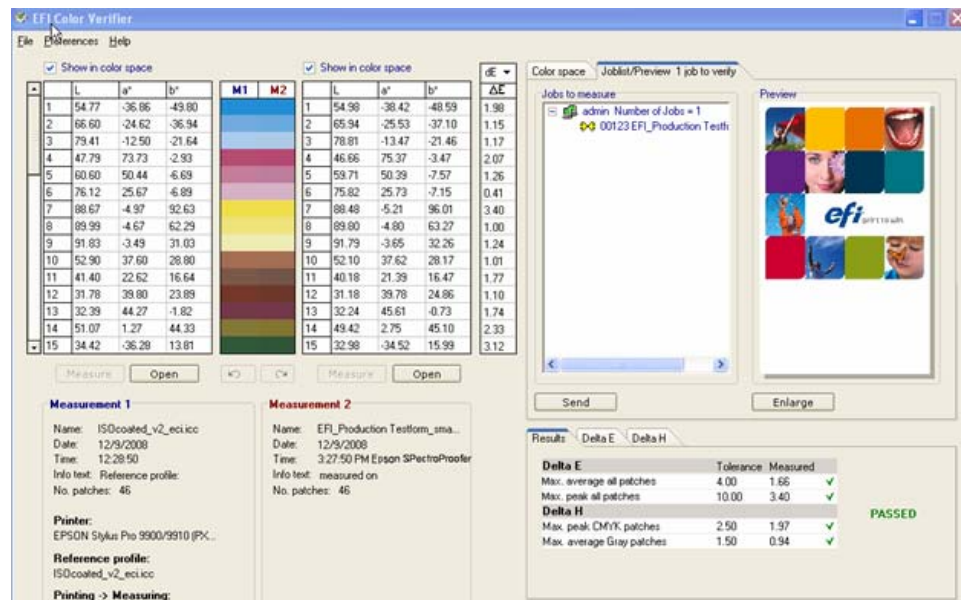 EFI Color Verifier
File Preferences Help
Show in color space
L a* b*
1 54.77 -36.86 -49.80
2 66.60 -24.62 -36.94
3 79.41 -12.50 -21.64
4 47.79 73.73 -2.93
5 60.60 50.44 -6.69
6 76.12 25.67 -6.89
7 88.67 -4.97 92.63
8 89.99 -4.67 62.29
9 91.83 -3.49 31.03
10 52.90 37.60 28.80
11 41.40 22.62 16.64
12 31.78 39.80 23.89
13 32.39 44.27 -1.82
14 51.07 1.27 44.33
15 34.42 -36.28 13.81
M1 M2
Show in color space
L a* b*
1 54.98 -38.42 -48.59
2 65.94 -25.53 -37.10
3 78.81 -13.47 -21.46
4 46.66 75.37 -3.47
5 59.71 50.39 -7.57
6 75.82 25.73 -7.15
7 88.48 -5.21 96.01
8 89.80 -4.80 63.27
9 91.79 -3.65 32.26
10 52.10 37.62 28.17
11 40.18 21.39 16.47
12 31.18 39.78 24.86
13 32.24 45.61 -0.73
14 49.42 2.75 45.10
15 32.98 -34.52 15.99
dE
ΔE
1.98
1.15
1.17
2.07
1.26
0.41
3.40
1.00
1.24
1.01
1.77
1.10
1.74
2.33
3.12
Measure Open Measure Open
Measurement 1
Name: ISOcoated_v2_eci.icc
Date: 12/9/2008
Time: 12:28:50
Info text: Reference profile:
No. patches: 46
Printer:
EPSON Stylus Pro 9900/9910 (PX...
Reference profile:
ISOcoated_v2_eci.icc
Printing -> Measuring:
Measurement 2
Name: EFI_Production Testform_sma...
Date: 12/9/2008
Time: 3:27:50 PM Epson SPectroProofer
Info text: measured on
No. patches: 46
Color space Joblist/Preview 1 job to verify
Jobs to measure
admin Number of Jobs = 1
00123 EFI_Production Testf
Preview
efi
print to win
Send Enlarge
Results Delta E Delta H
Delta E Tolerance Measured
Max. average all patches 4.00 1.66
Max. peak all patches 10.00 3.40
Delta H
Max. peak CMYK patches 2.50 1.97
Max. average Gray patches 1.50 0.94
PASSED